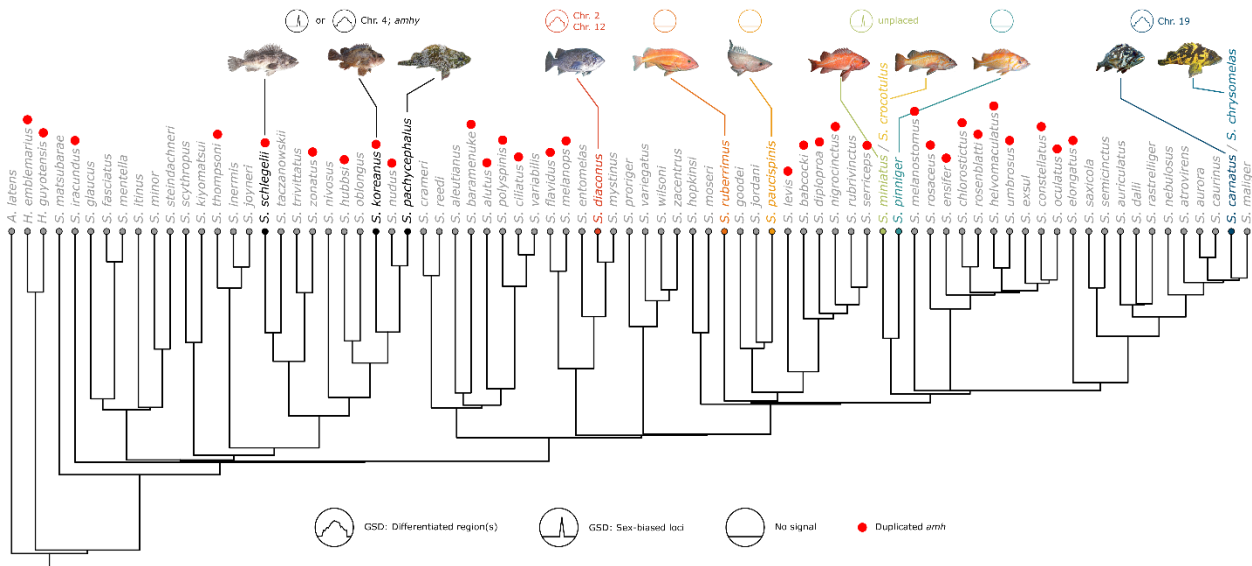 or
Chr. 4; amhy
Chr. 2
Chr. 12
unplaced
Chr. 19
A. latens
H. emblemarius
H. guyotensis
S. matsubarae
S. iracundus
S. glaucus
S. fasciatus
S. mentella
S. itinus
S. minor
S. steindachneri
S. scythropus
S. kiyomatsui
S. thompsoni
S. inermis
S. joyneri
S. schlegelii
S. taczanowskii
S. trivittatus
S. zonatus
S. nivosus
S. hubbsi
S. oblongus
S. koreanus
S. nudus
S. pachycephalus
S. crameri
S. reedi
S. aleutianus
S. baramenuke
S. alutus
S. polyspinis
S. ciliatus
S. variabilis
S. flavidus
S. melanops
S. entomelas
S. diaconus
S. mystinus
S. proriger
S. variegatus
S. wilsoni
S. zacentrus
S. hopkinsi
S. moseri
S. ruberrimus
S. goodei
S. jordani
S. paucispinis
S. levis
S. babcocki
S. diploproa
S. nigrocinctus
S. rubrivinctus
S. serriceps
S. miniatus / S. crocotulus
S. pinniger
S. melanostomus
S. rosaceus
S. ensifer
S. chlorostictus
S. rosenblatti
S. helvomaculatus
S. umbrosus
S. exsul
S. constellatus
S. oculatus
S. elongatus
S. saxicola
S. semicinctus
S. auriculatus
S. dalli
S. rastrelliger
S. nebulosus
S. atrovirens
S. aurora
S. caurinus
S. carnatus / S. chrysomelas
S. maliger
GSD: Differentiated region(s)
GSD: Sex-biased loci
No signal
Duplicated amh